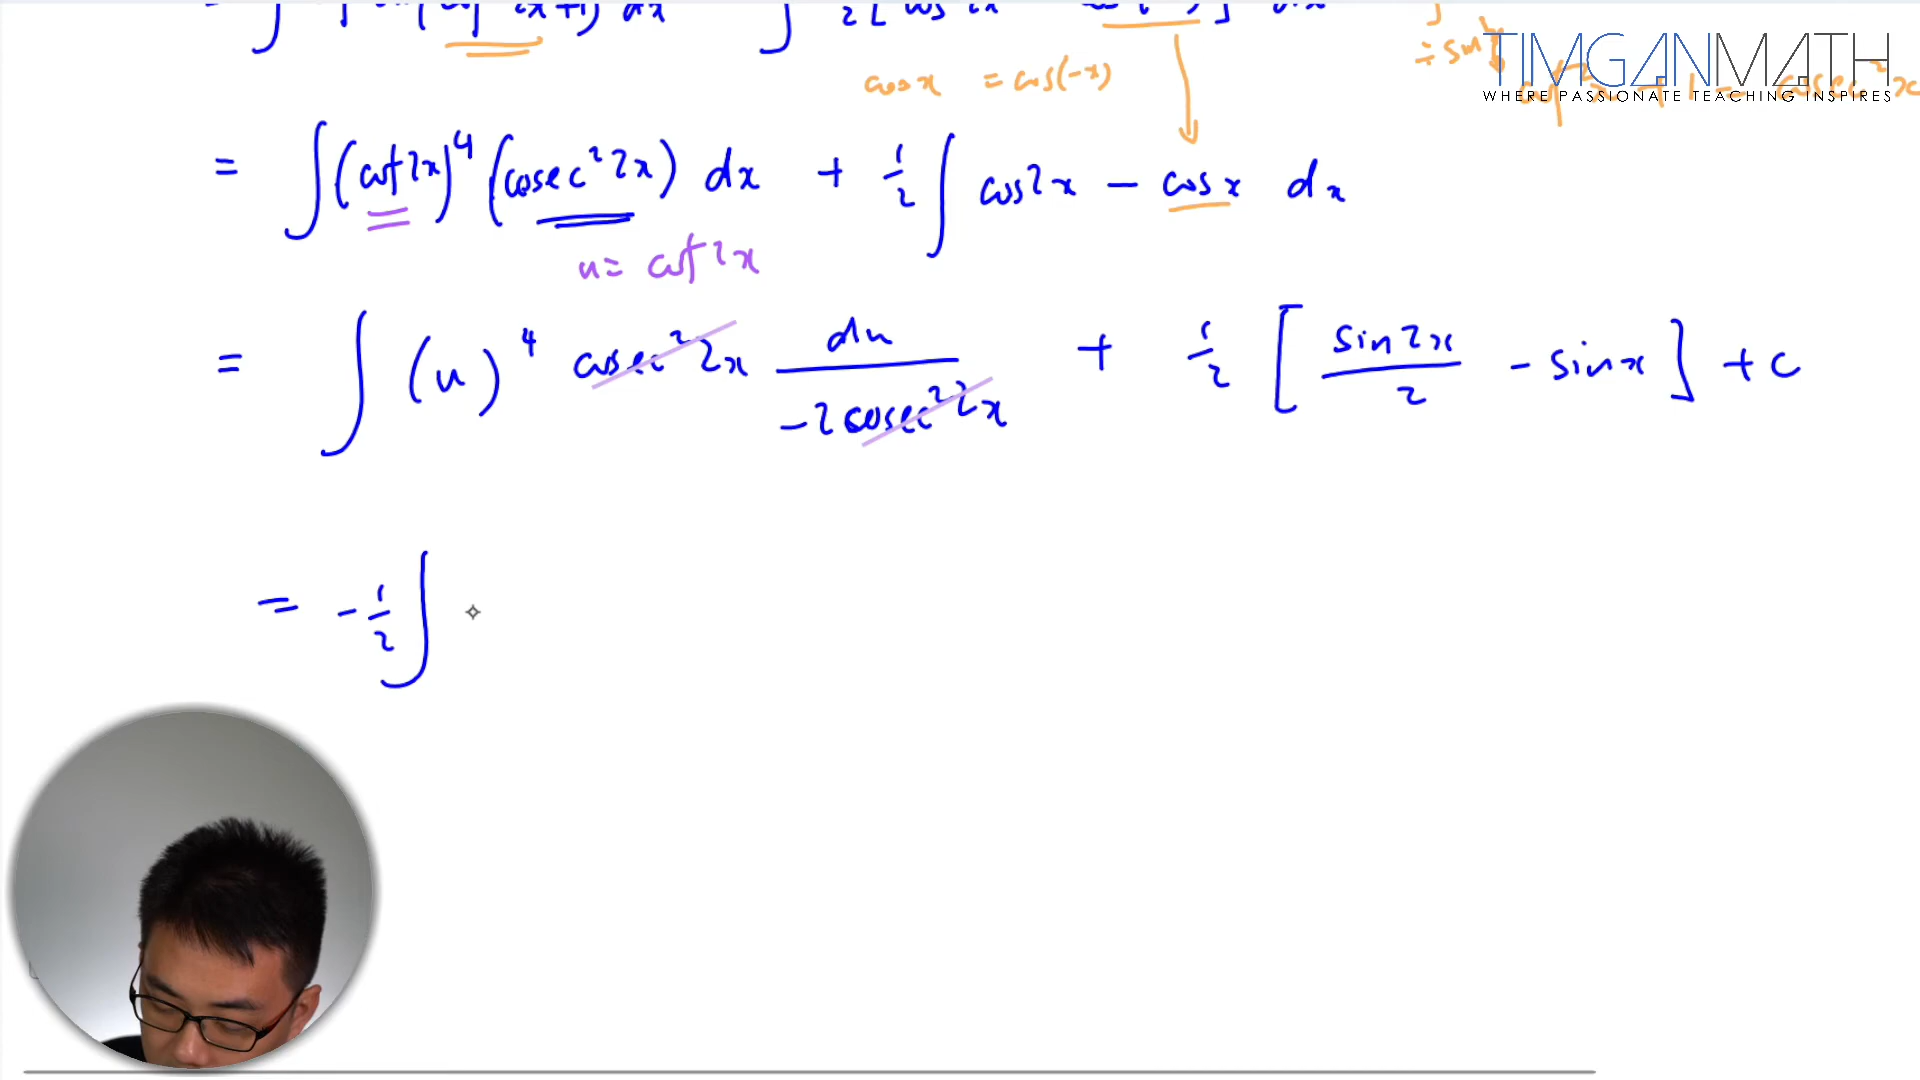 cos x = cos(-x)
TIMGANMATH
WHERE PASSIONATE TEACHING INSPIRES
= ∫ (cot 2x)⁴ (cosec² 2x) dx + 1/2 ∫ cos 2x - cos x dx
u = cot 2x
= ∫ (u)⁴ cosec² 2x du/(-2 cosec² 2x) + 1/2 [ sin 2x / 2 - sin x ] + c
= -1/2 ∫